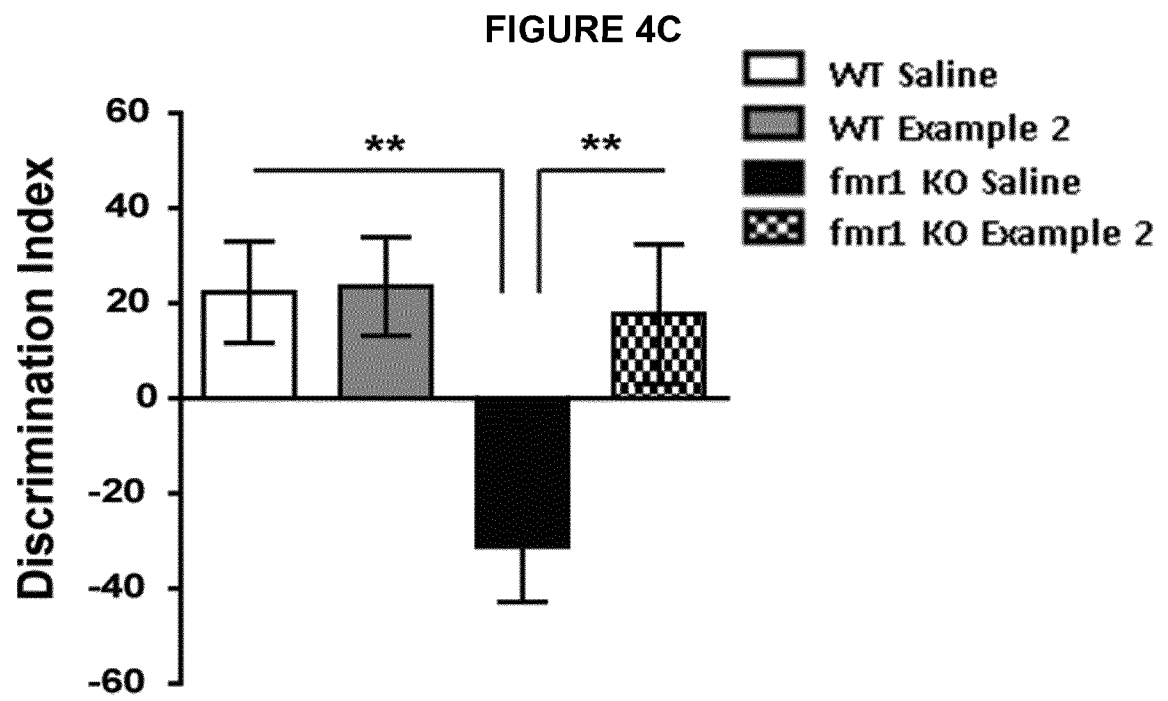 FIGURE 4C
WT Saline
WT Example 2
fmr1 KO Saline
fmr1 KO Example 2
Discrimination Index
60
40
20
0
-20
-40
-60
**
**